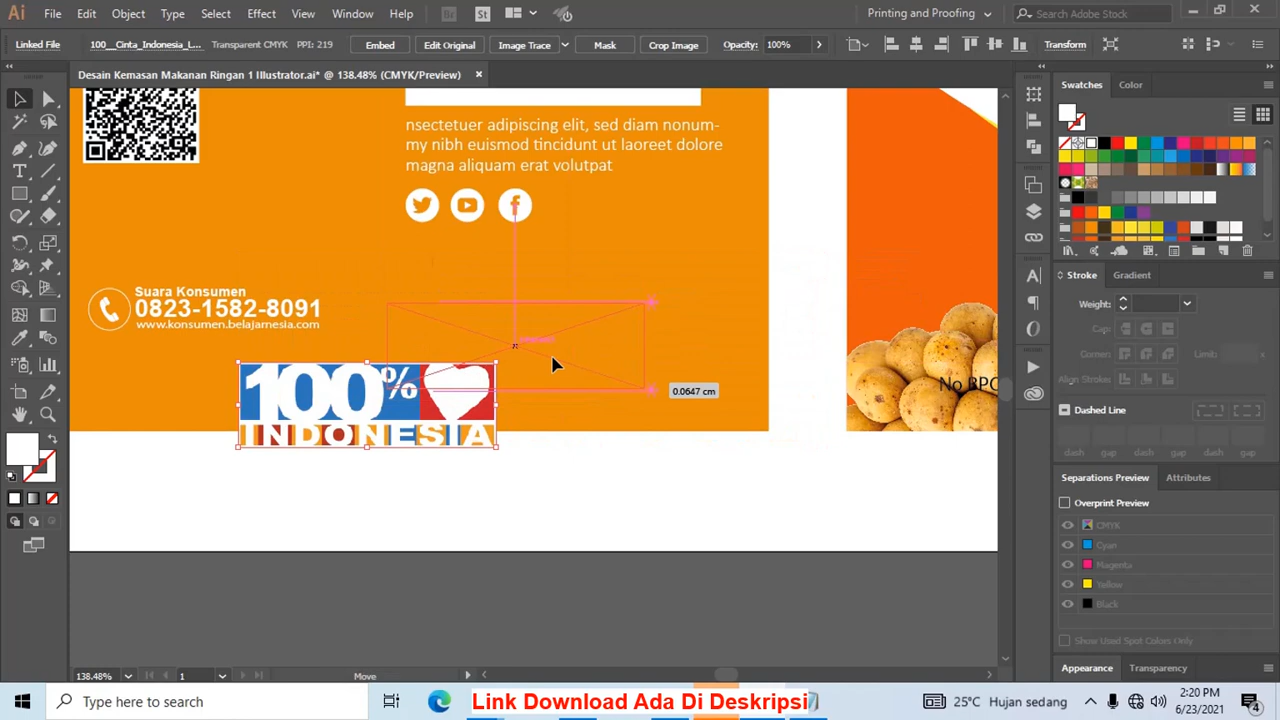 Ai
File
Edit
Object
Type
Select
Effect
View
Window
Help
Br
St
Printing and Proofing
Search Adobe Stock
Linked File
100__Cinta_Indonesia_L...
Transparent CMYK
PPI: 219
Embed
Edit Original
Image Trace
Mask
Crop Image
Opacity:
100%
Transform
Desain Kemasan Makanan Ringan 1 Illustrator.ai* @ 138.48% (CMYK/Preview)
nsectetuer adipiscing elit, sed diam nonum-
my nibh euismod tincidunt ut laoreet dolore
magna aliquam erat volutpat
Suara Konsumen
0823-1582-8091
www.konsumen.belajarnesia.com
100%
INDONESIA
0.0647 cm
No BPO
Swatches
Color
Stroke
Gradient
Weight:
Cap:
Corner:
Limit:
x
Align Stroke:
Dashed Line
dash
gap
dash
gap
dash
gap
Separations Preview
Attributes
Overprint Preview
CMYK
Cyan
Magenta
Yellow
Black
Show Used Spot Colors Only
Appearance
Transparency
138.48%
1
Move
Type here to search
Link Download Ada Di Deskripsi
25°C
Hujan sedang
2:20 PM
6/23/2021
4